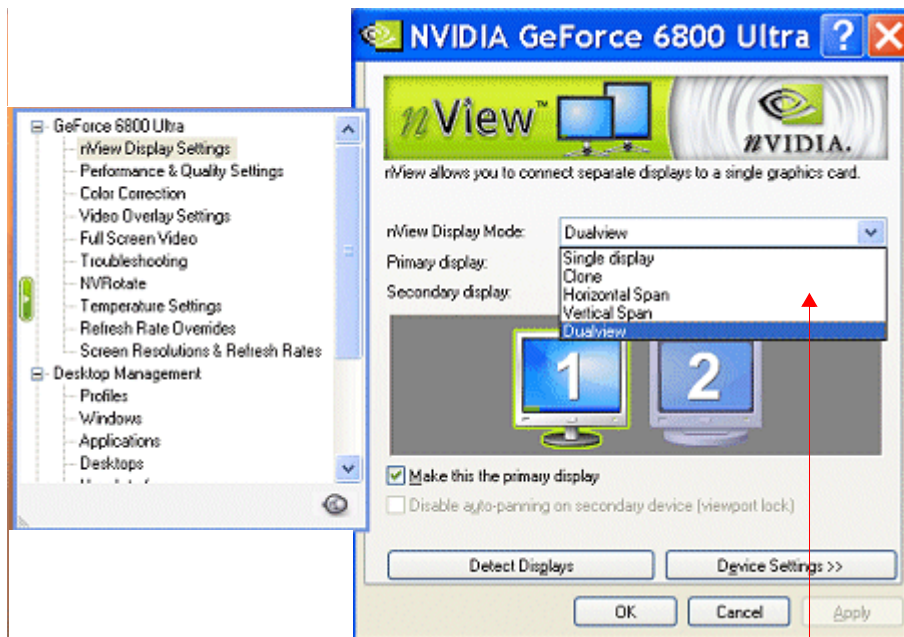 NVIDIA GeForce 6800 Ultra
nView™
nVIDIA.
nView allows you to connect separate displays to a single graphics card.
GeForce 6800 Ultra
nView Display Settings
Performance & Quality Settings
Color Correction
Video Overlay Settings
Full Screen Video
Troubleshooting
NVRotate
Temperature Settings
Refresh Rate Overrides
Screen Resolutions & Refresh Rates
Desktop Management
Profiles
Windows
Applications
Desktops
nView Display Mode: Dualview
Primary display:
Secondary display:
Single display
Clone
Horizontal Span
Vertical Span
Dualview
1 2
Make this the primary display
Disable auto-panning on secondary device (viewport lock)
Detect Displays Device Settings >>
OK Cancel Apply